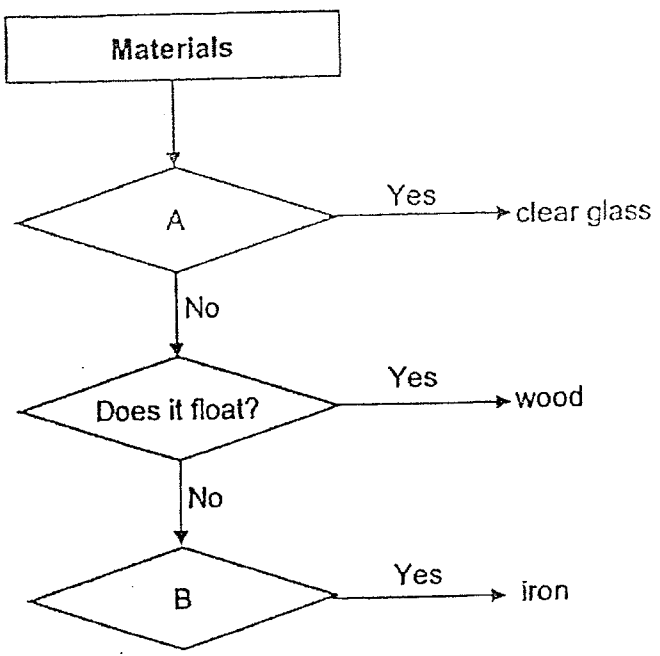 Materials
A
Yes
clear glass
No
Does it float?
Yes
wood
No
B
Yes
iron